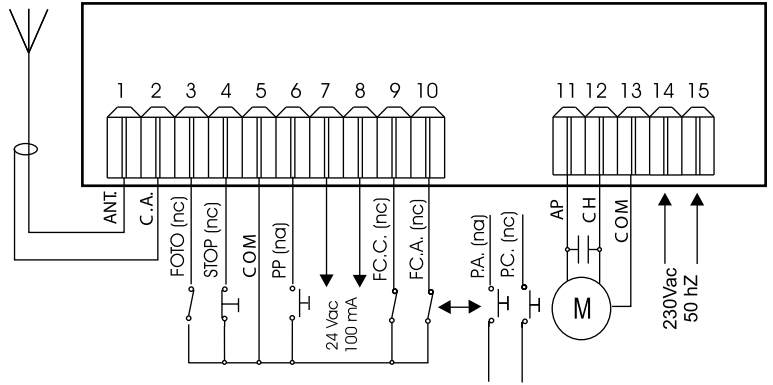 1 2 3 4 5 6 7 8 9 10 11 12 13 14 15
ANT.
C.A.
FOTO (nc)
STOP (nc)
COM
PP (na)
24 Vac
100 mA
FC.C. (nc)
FC.A. (nc)
P.A. (na)
P.C. (nc)
AP
CH
COM
230Vac
50 hZ
M